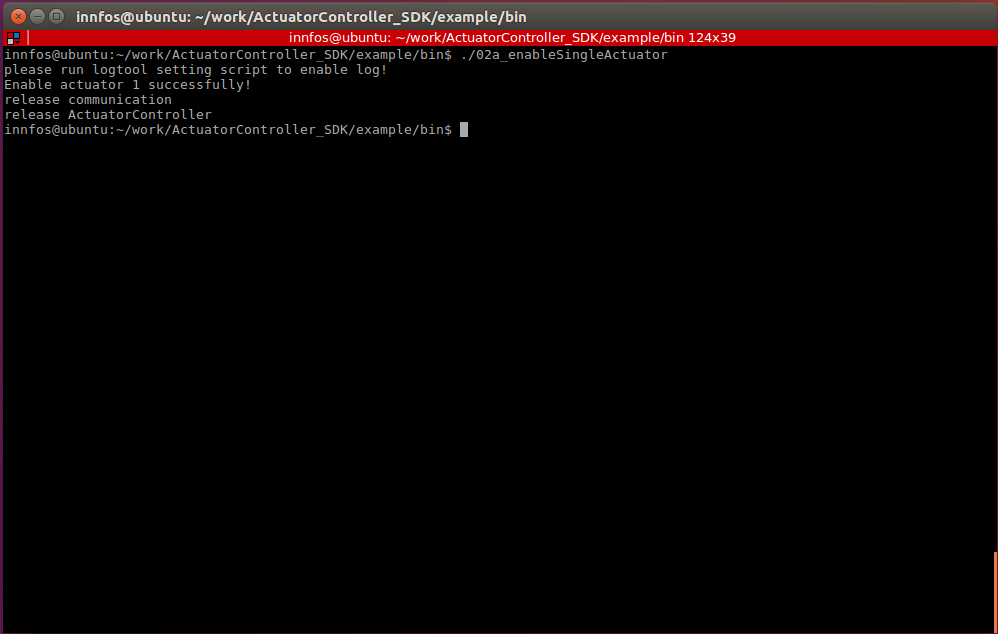 innfos@ubuntu: ~/work/ActuatorController_SDK/example/bin
innfos@ubuntu: ~/work/ActuatorController_SDK/example/bin 124x39
innfos@ubuntu:~/work/ActuatorController_SDK/example/bin$ ./02a_enableSingleActuator
please run logtool setting script to enable log!
Enable actuator 1 successfully!
release communication
release ActuatorController
innfos@ubuntu:~/work/ActuatorController_SDK/example/bin$